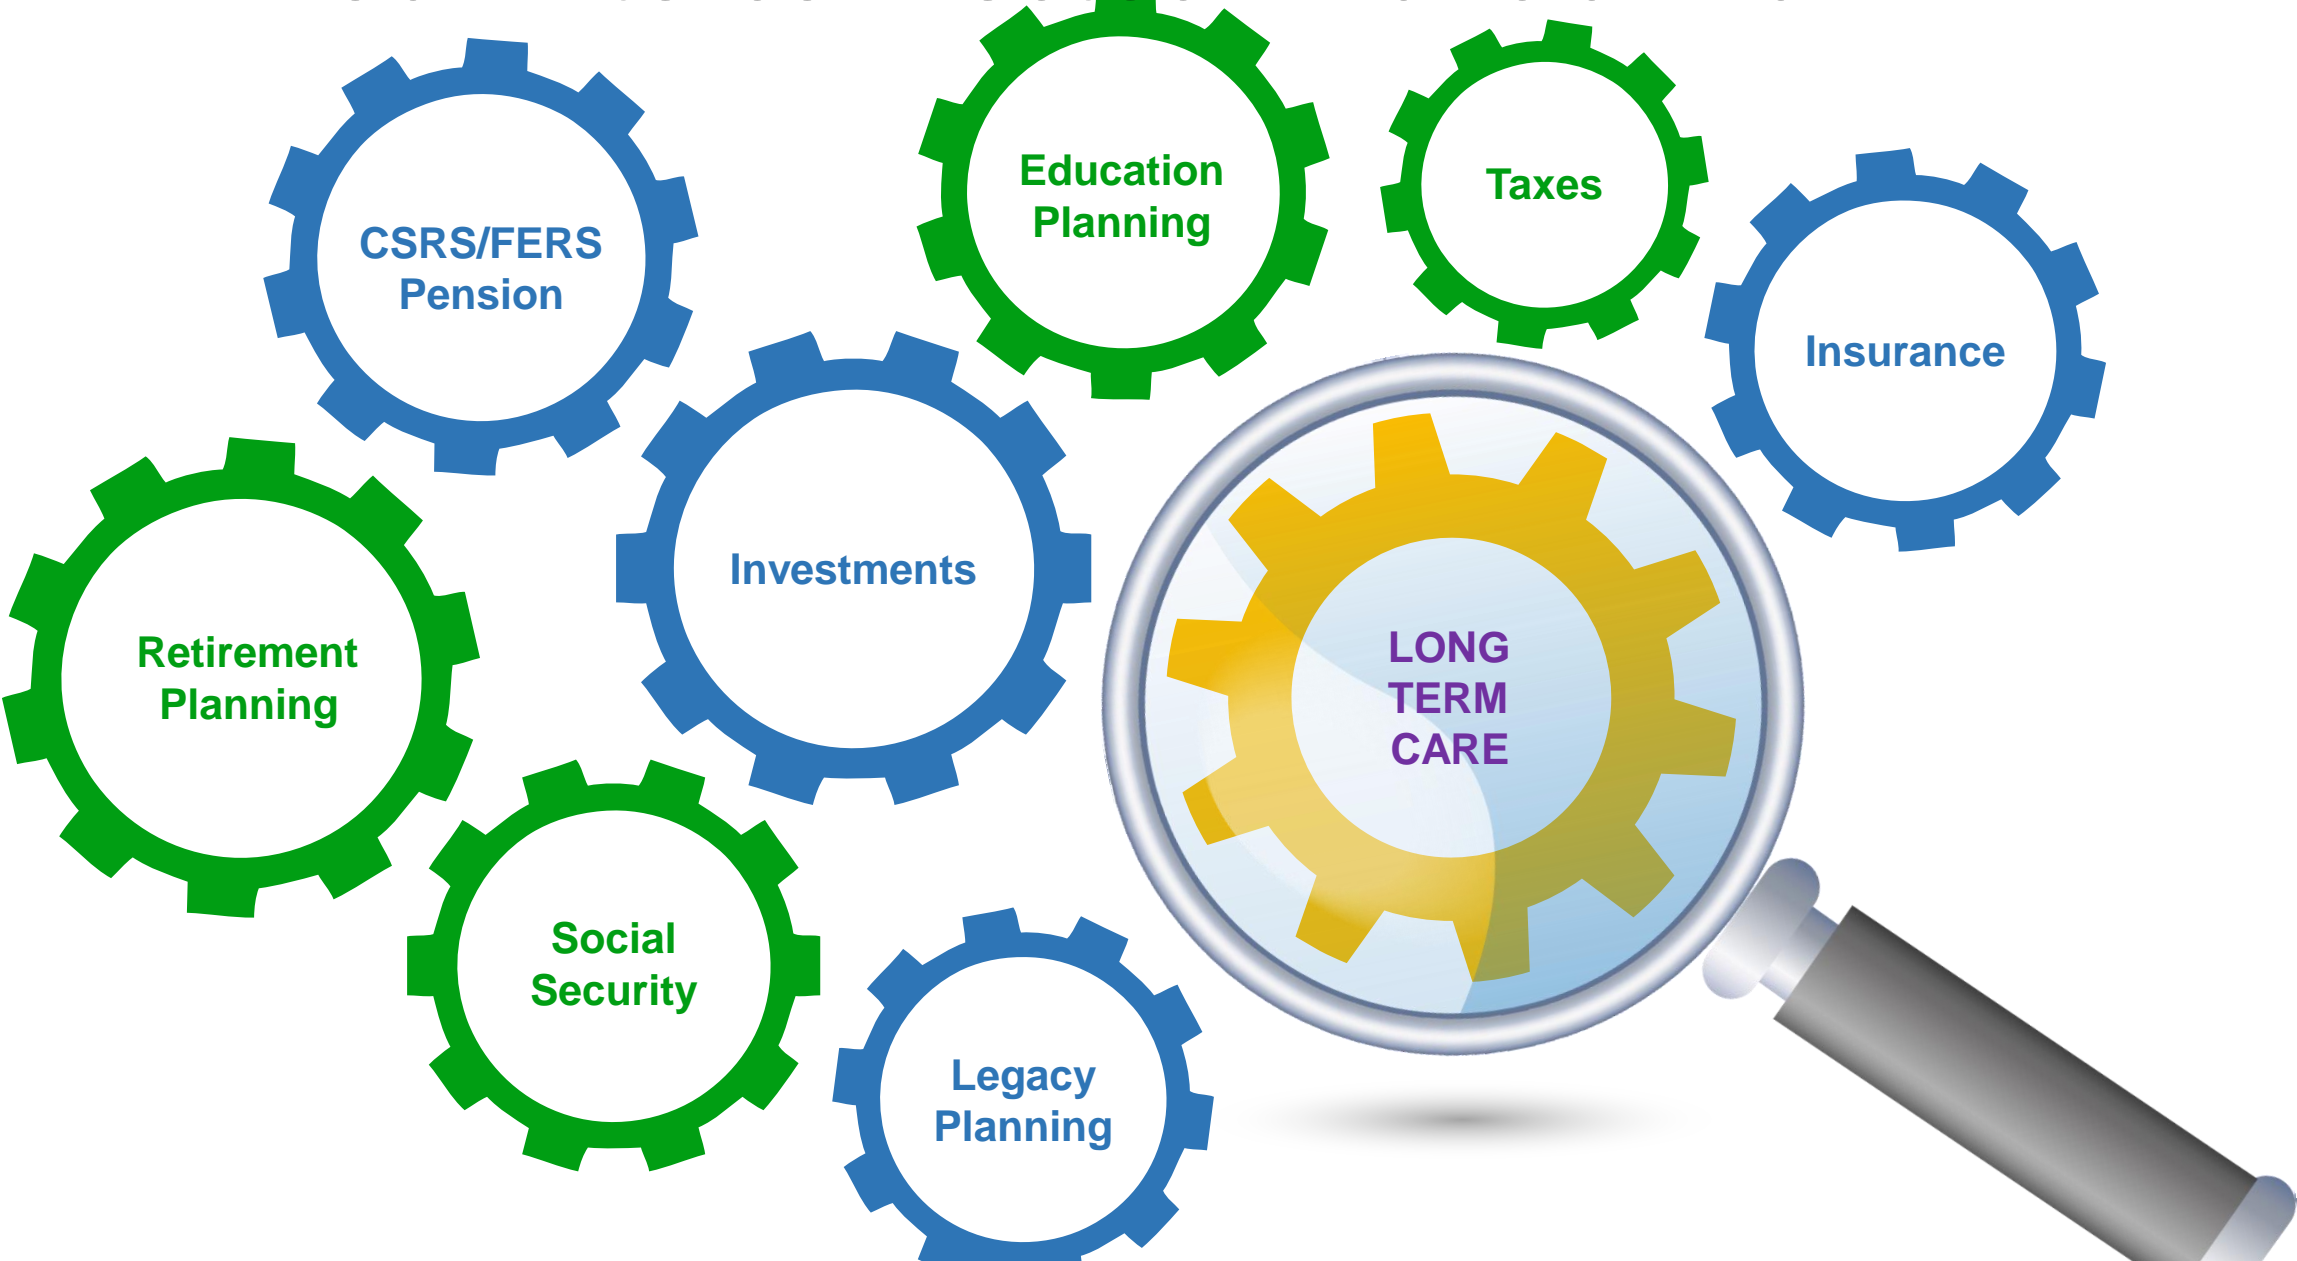 Education
Planning
Taxes
CSRS/FERS
Pension
Insurance
Investments
Retirement
Planning
LONG
TERM
CARE
Social
Security
Legacy
Planning